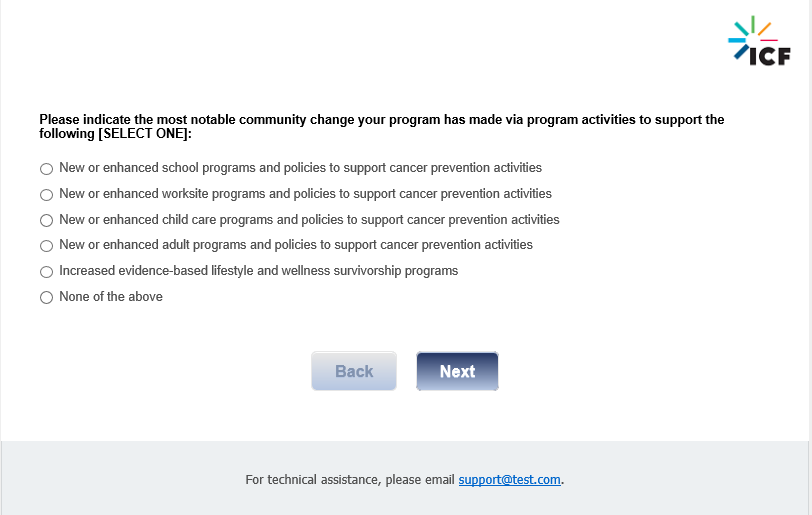 ICF
Please indicate the most notable community change your program has made via program activities to support the
following [SELECT ONE]:
New or enhanced school programs and policies to support cancer prevention activities
New or enhanced worksite programs and policies to support cancer prevention activities
New or enhanced child care programs and policies to support cancer prevention activities
New or enhanced adult programs and policies to support cancer prevention activities
Increased evidence-based lifestyle and wellness survivorship programs
None of the above
Back Next
For technical assistance, please email support@test.com.